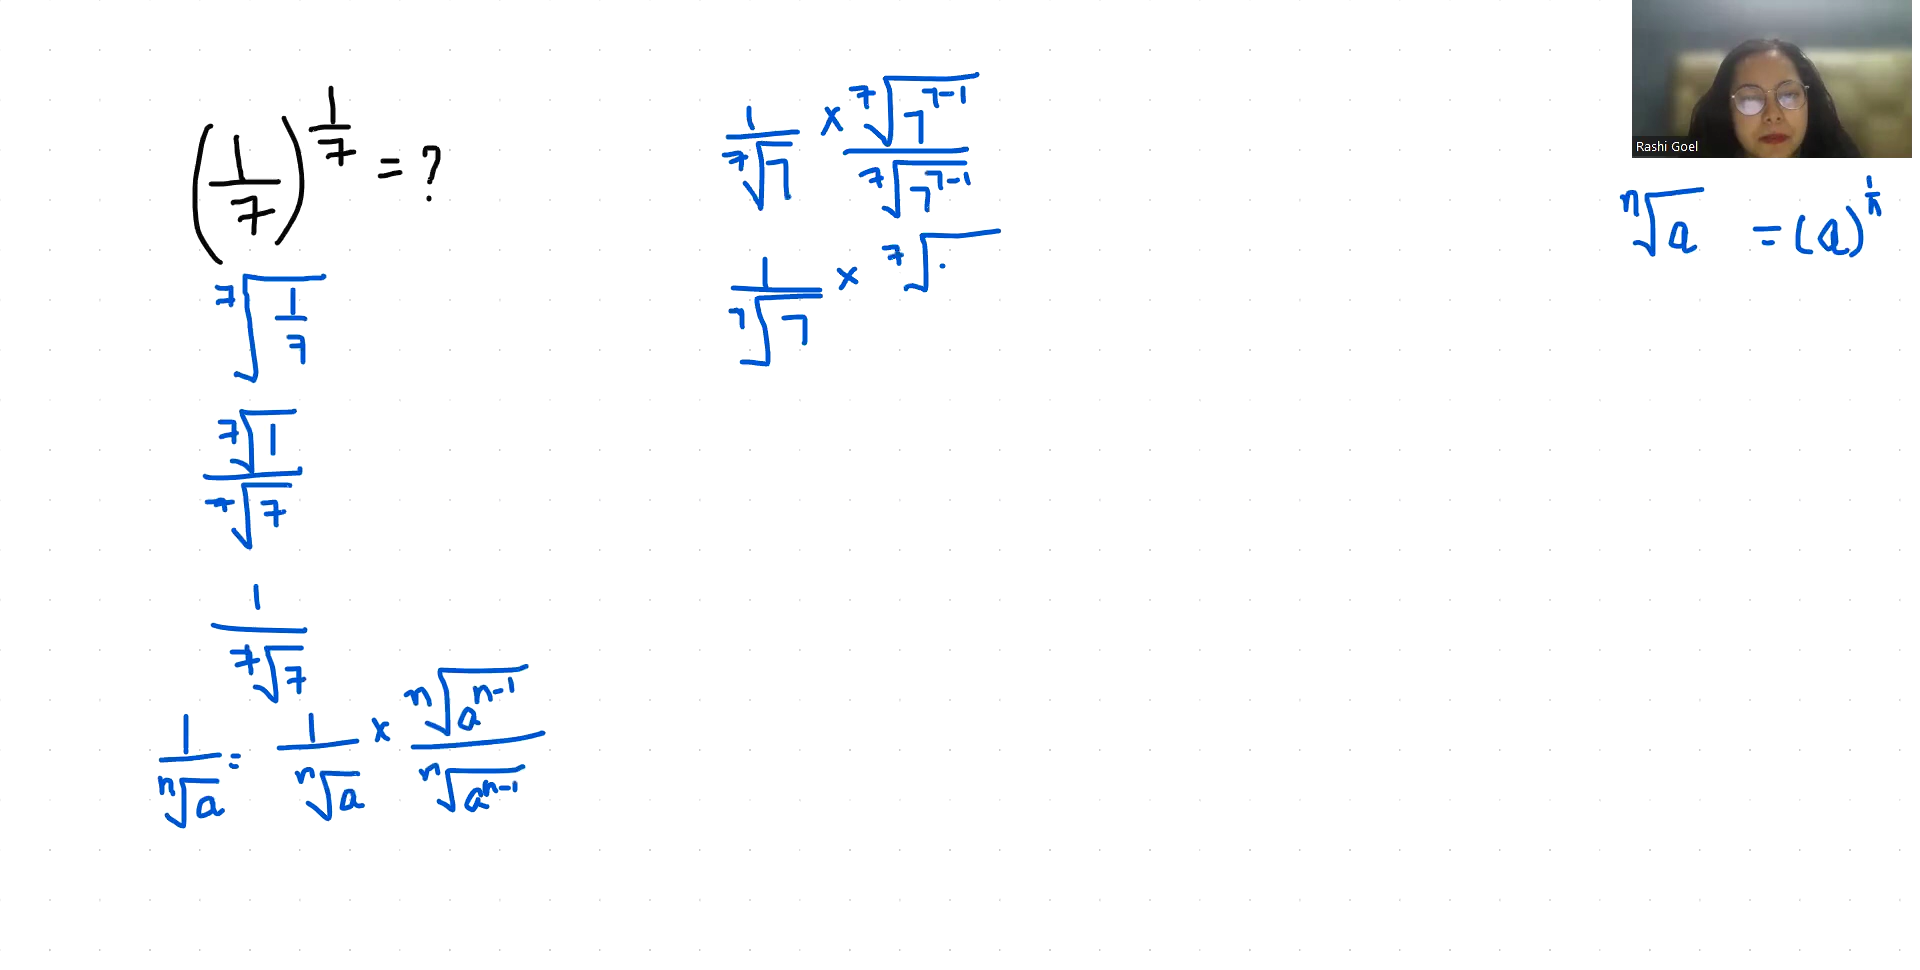 (1/7)^(1/7) = ?
⁷√(1/7)
⁷√1 / ⁷√7
1 / ⁷√7
1 / ⁿ√a = 1 / ⁿ√a × ⁿ√(a^(n-1)) / ⁿ√(a^(n-1))
1 / ⁷√7 × ⁷√(7^(7-1)) / ⁷√(7^(7-1))
1 / ⁷√7 × ⁷√
Rashi Goel
ⁿ√a = (a)^(1/n)